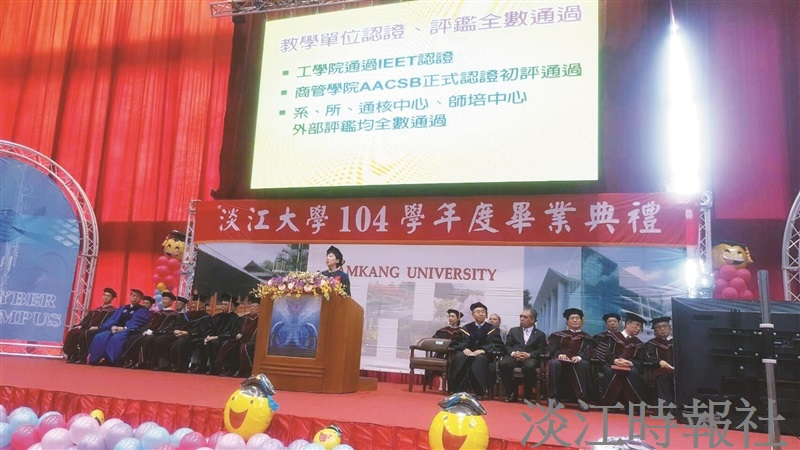 教學單位認證、評鑑全數通過
▪ 工學院通過IEET認證
▪ 商管學院AACSB正式認證初評通過
▪ 系、所、通核中心、師培中心
外部評鑑均全數通過
淡江大學104學年度畢業典禮
MKANG UNIVERSITY
YBER
MPUS
淡江時報社